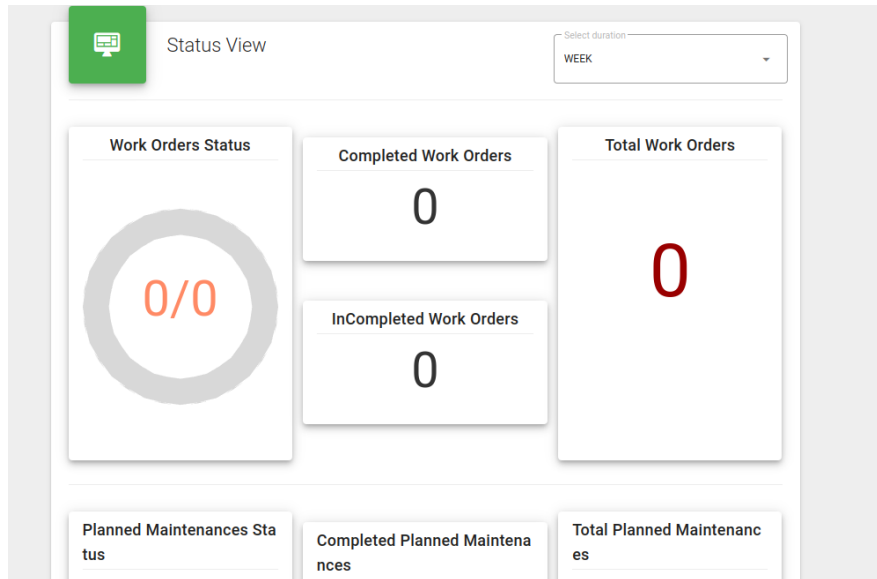 Status View
Select duration
WEEK
Work Orders Status
0/0
Completed Work Orders
0
InCompleted Work Orders
0
Total Work Orders
0
Planned Maintenances Sta
tus
Completed Planned Maintena
nces
Total Planned Maintenanc
es